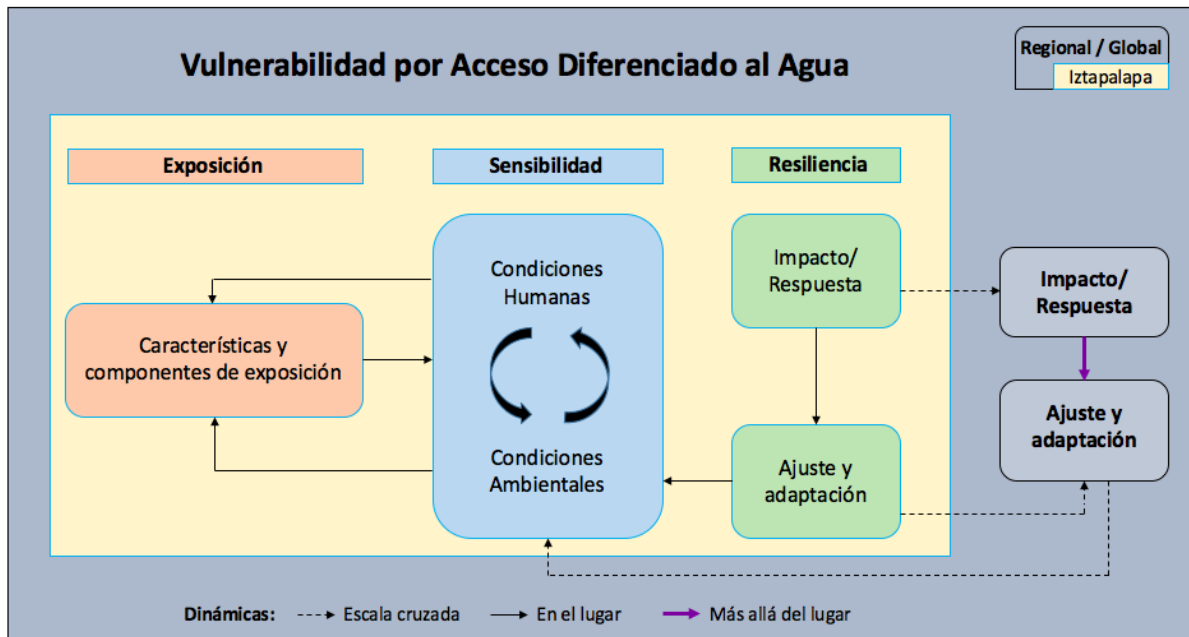 Vulnerabilidad por Acceso Diferenciado al Agua
Regional / Global
Iztapalapa
Exposición
Sensibilidad
Resiliencia
Características y
componentes de exposición
Condiciones
Humanas
Condiciones
Ambientales
Impacto/
Respuesta
Ajuste y
adaptación
Impacto/
Respuesta
Ajuste y
adaptación
Dinámicas:
Escala cruzada
En el lugar
Más allá del lugar